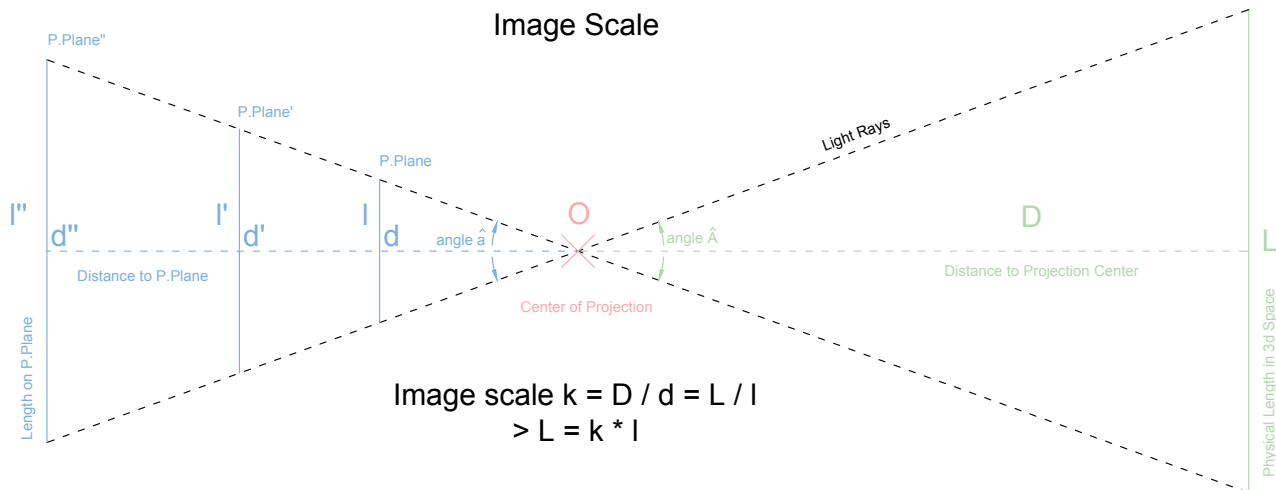 Image Scale
P.Plane"
P.Plane'
P.Plane
Light Rays
l"
d"
l'
d'
l
d
angle â
O
angle Â
D
L
Distance to P.Plane
Distance to Projection Center
Center of Projection
Length on P.Plane
Physical Length in 3d Space
Image scale k = D / d = L / l
> L = k * l